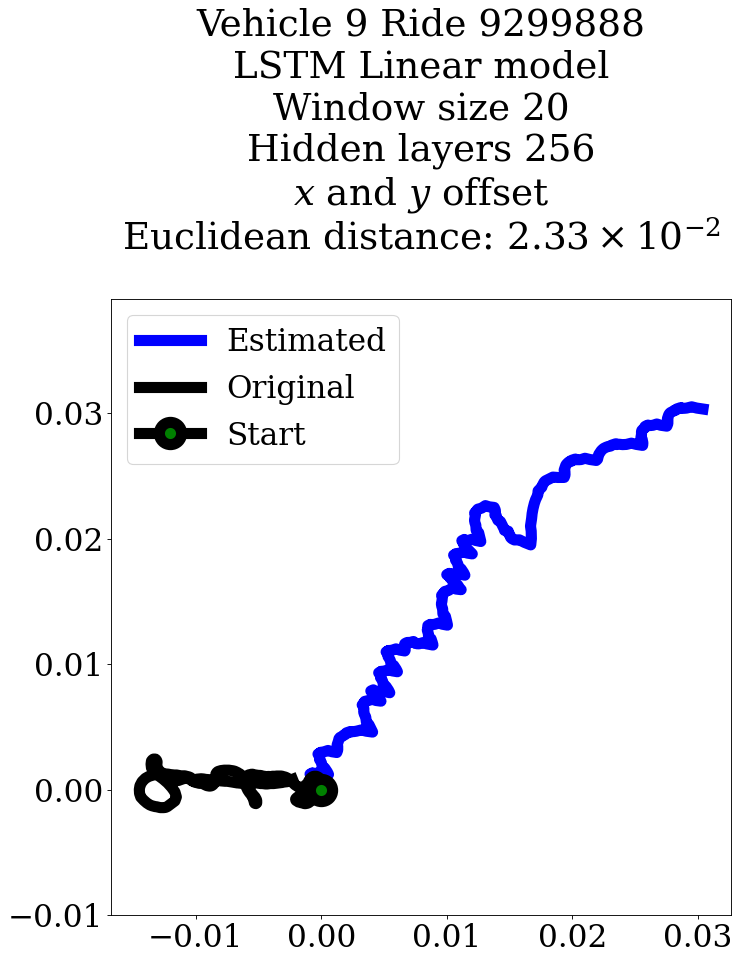 Vehicle 9 Ride 9299888
LSTM Linear model
Window size 20
Hidden layers 256
x and y offset
Euclidean distance: 2.33 × 10⁻²
Estimated
Original
Start
0.03
0.02
0.01
0.00
−0.01
−0.01 0.00 0.01 0.02 0.03